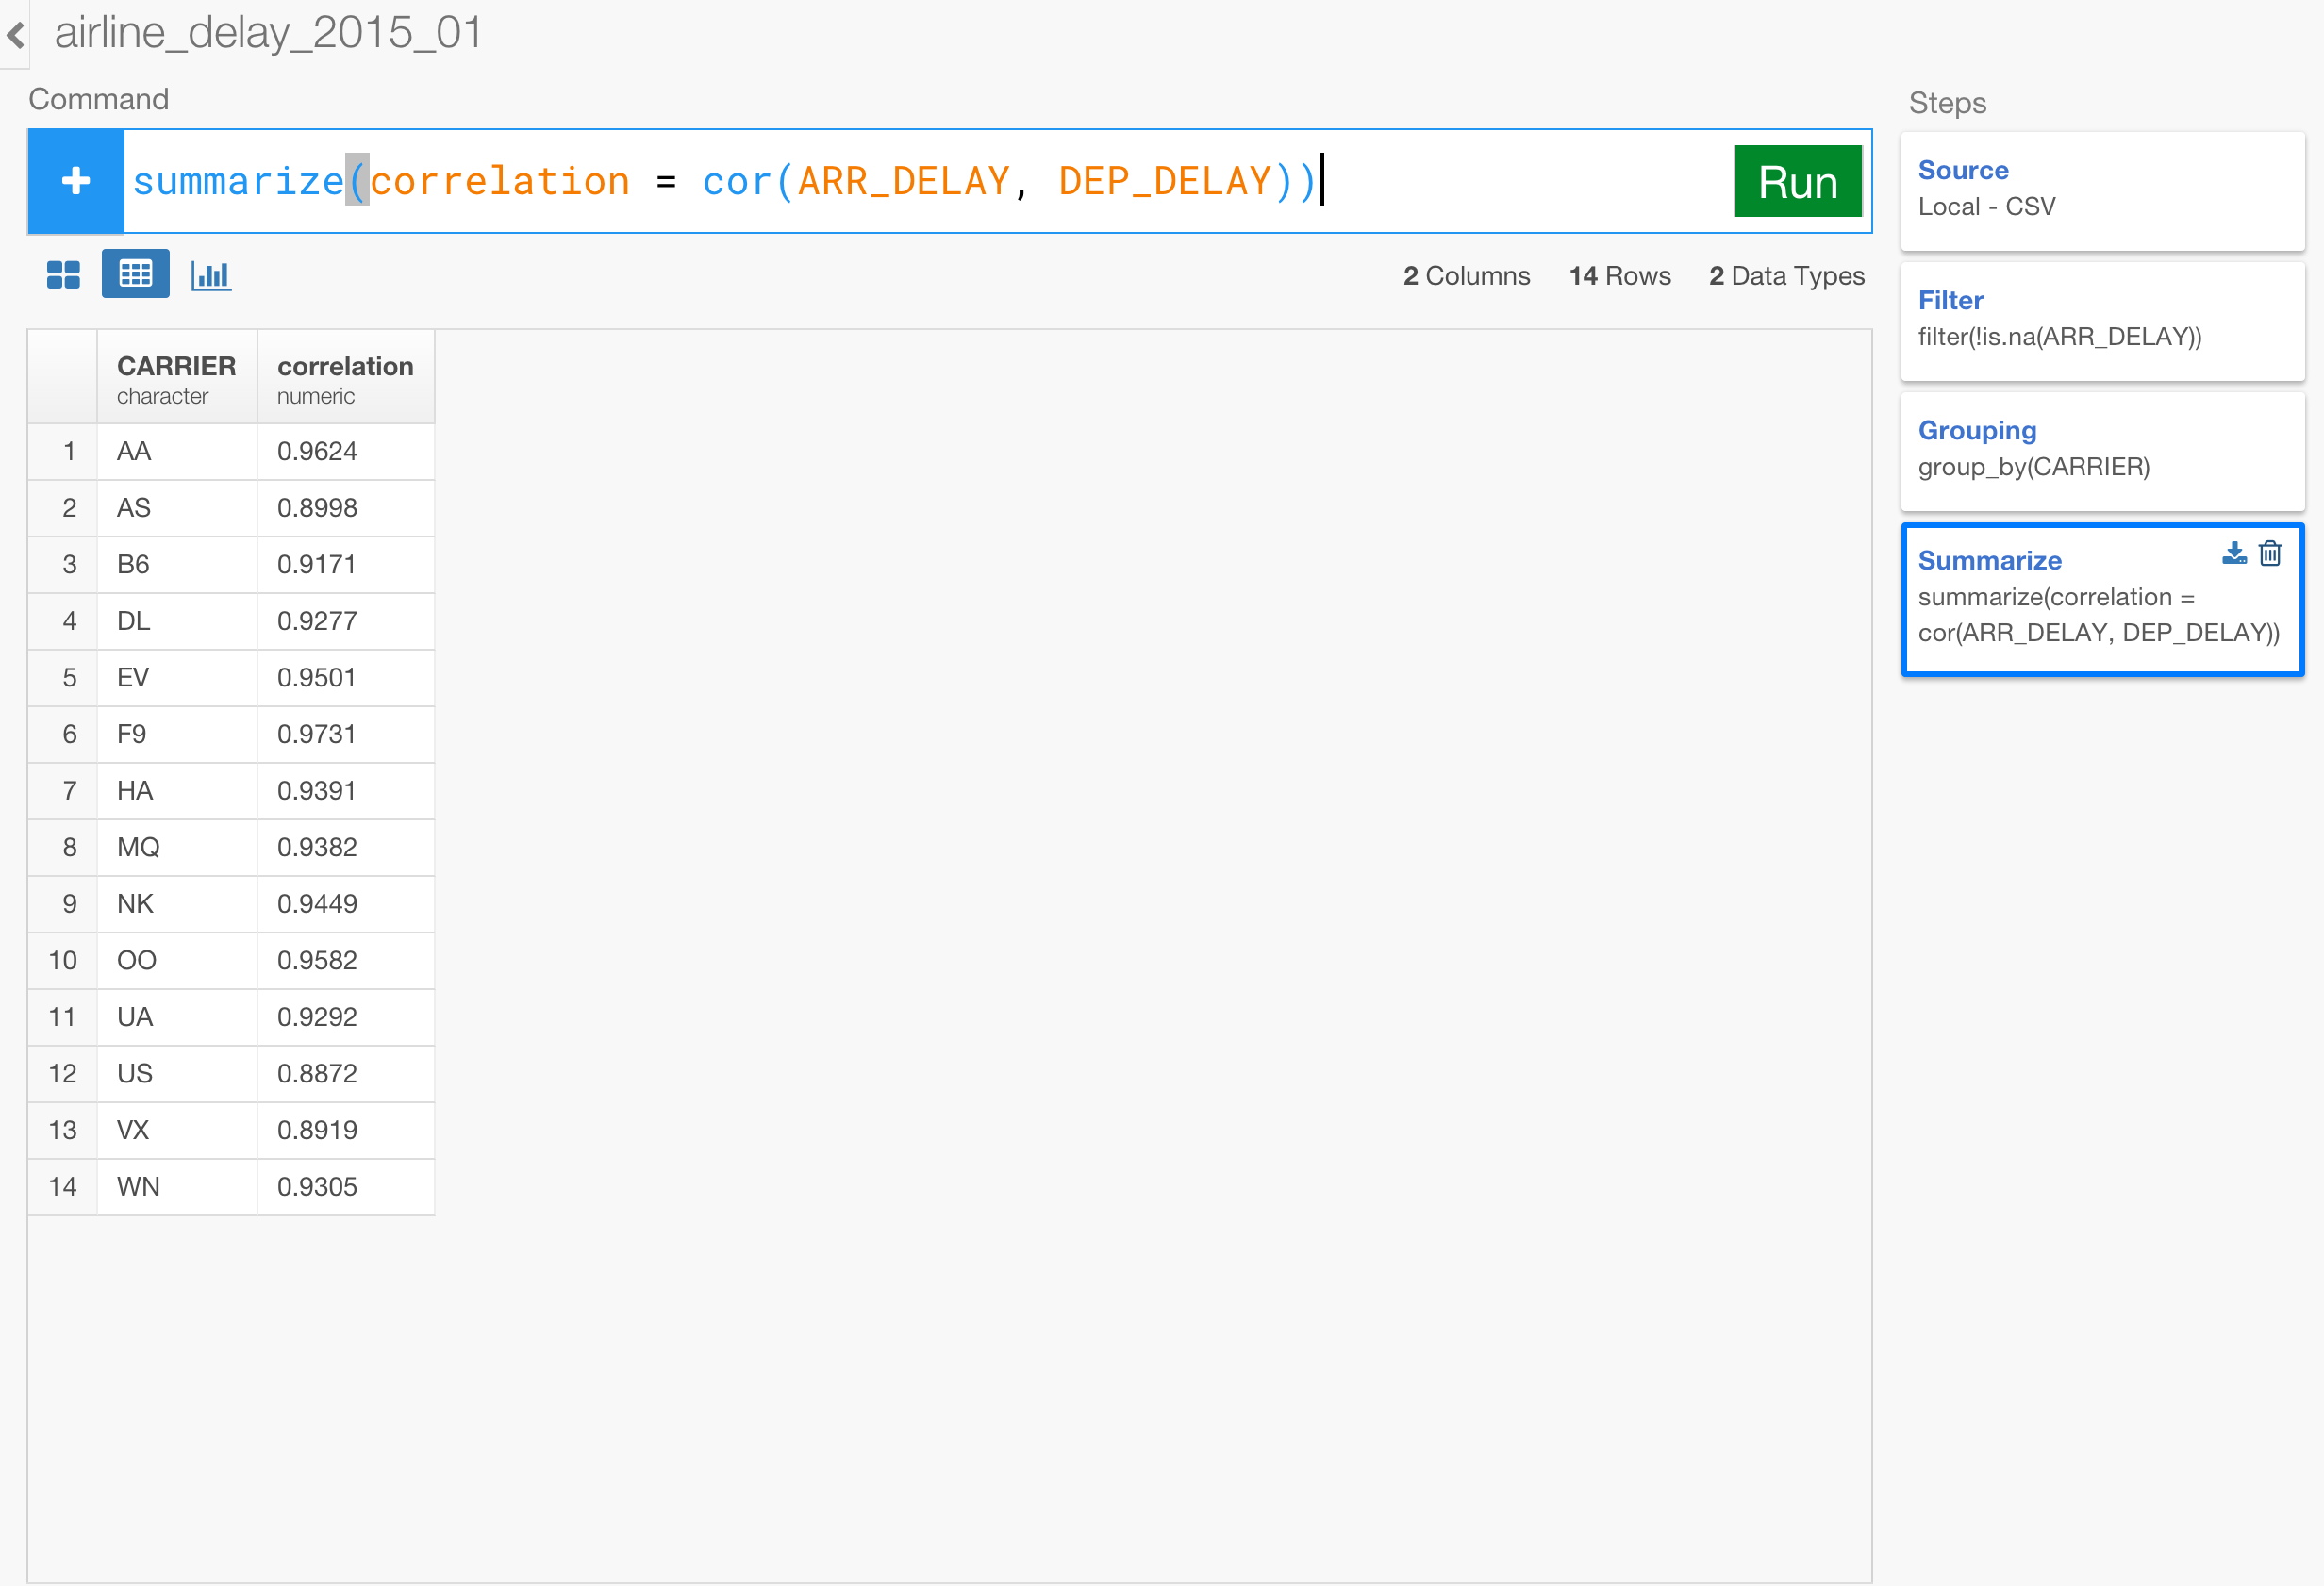 airline_delay_2015_01
Command
summarize(correlation = cor(ARR_DELAY, DEP_DELAY))
Run
2 Columns 14 Rows 2 Data Types
CARRIER correlation
character numeric
1 AA 0.9624
2 AS 0.8998
3 B6 0.9171
4 DL 0.9277
5 EV 0.9501
6 F9 0.9731
7 HA 0.9391
8 MQ 0.9382
9 NK 0.9449
10 OO 0.9582
11 UA 0.9292
12 US 0.8872
13 VX 0.8919
14 WN 0.9305
Steps
Source
Local - CSV
Filter
filter(!is.na(ARR_DELAY))
Grouping
group_by(CARRIER)
Summarize
summarize(correlation =
cor(ARR_DELAY, DEP_DELAY))